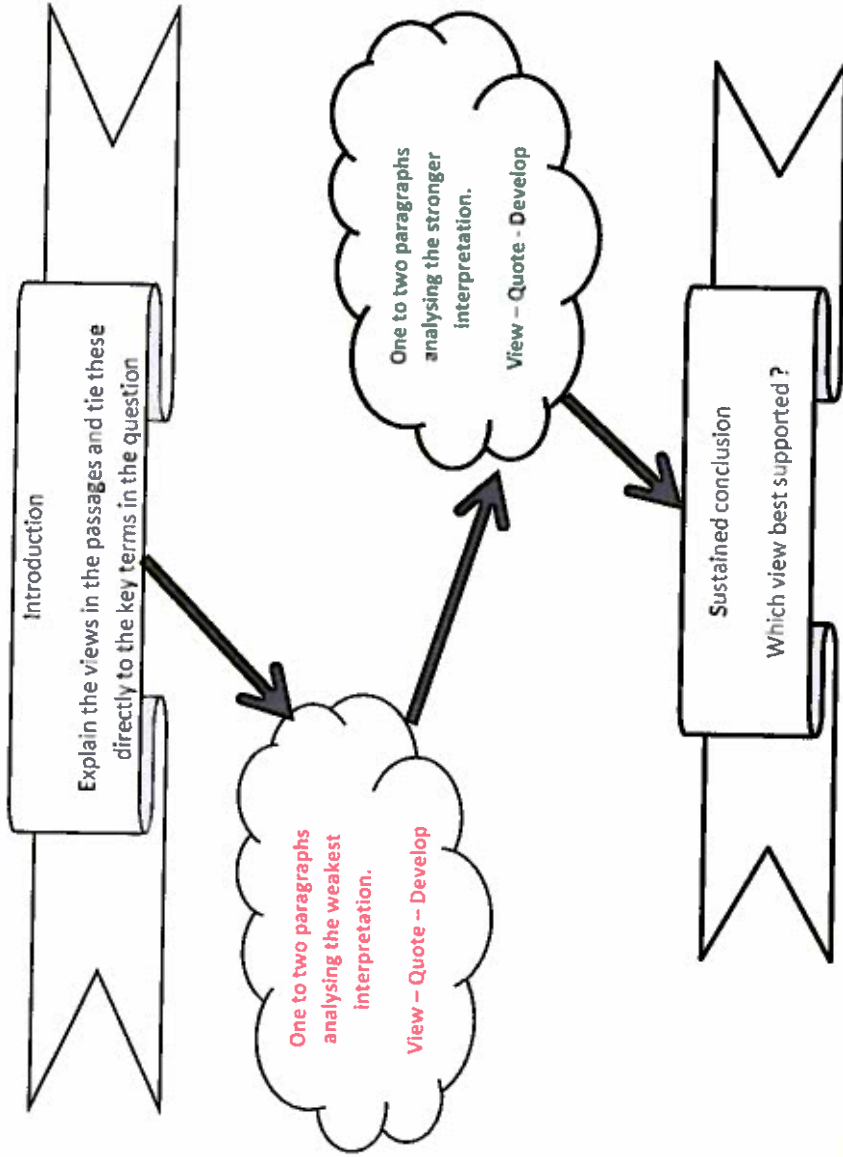 Introduction
Explain the views in the passages and tie these
directly to the key terms in the question
One to two paragraphs
analysing the weakest
interpretation.
View – Quote – Develop
One to two paragraphs
analysing the stronger
interpretation.
View – Quote - Develop
Sustained conclusion
Which view best supported ?